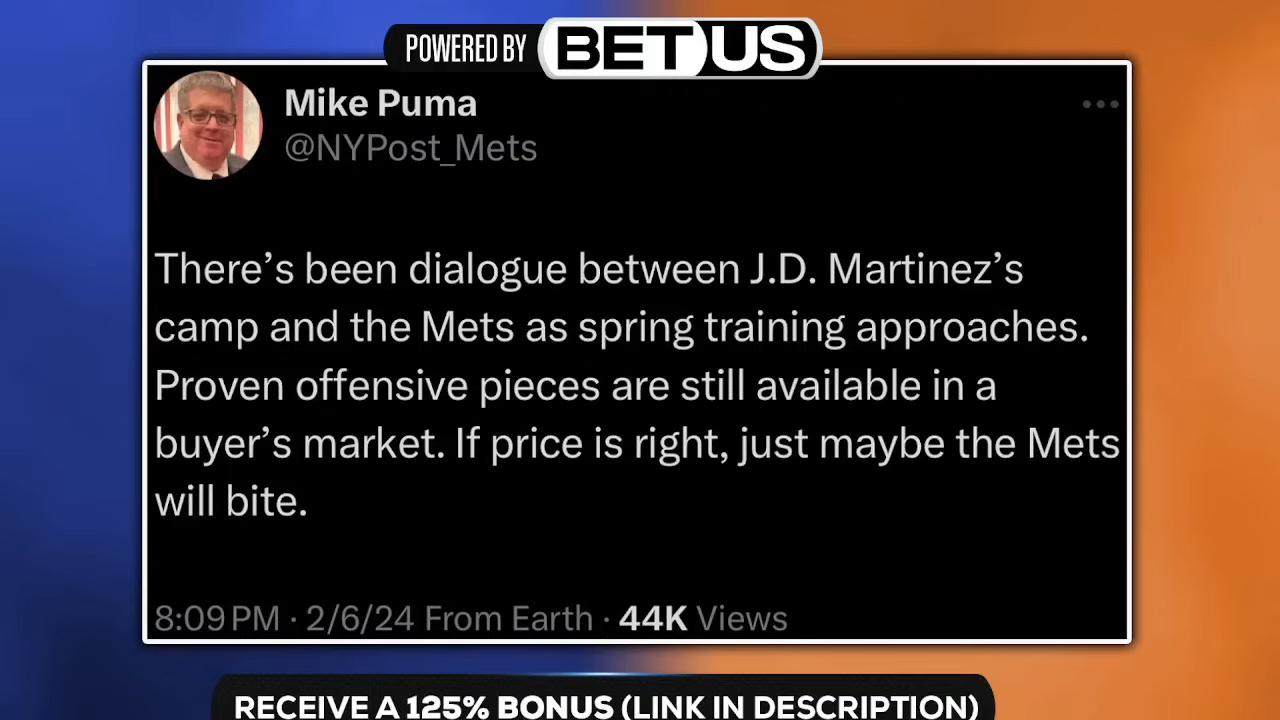 POWERED BY BETUS
Mike Puma
@NYPost_Mets
There’s been dialogue between J.D. Martinez’s
camp and the Mets as spring training approaches.
Proven offensive pieces are still available in a
buyer’s market. If price is right, just maybe the Mets
will bite.
8:09 PM · 2/6/24 From Earth · 44K Views
RECEIVE A 125% BONUS (LINK IN DESCRIPTION)